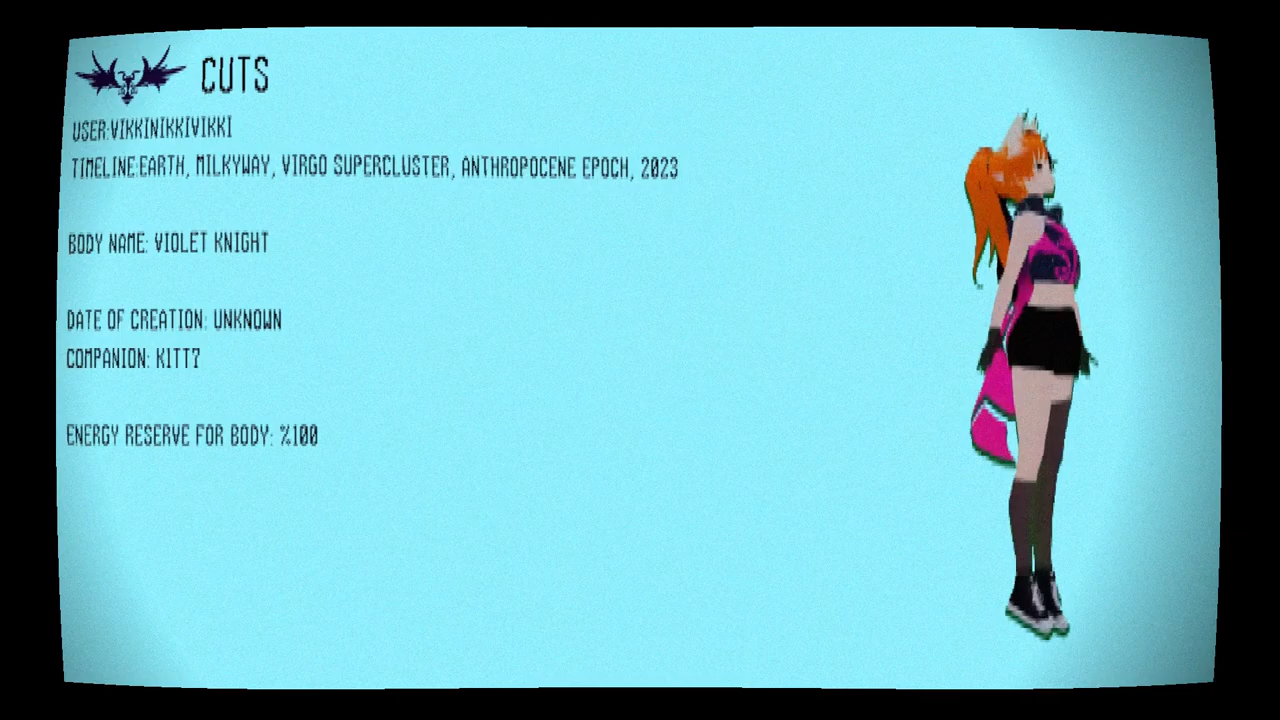 CUTS
USER:VIKKINIKKIVIKKI
TIMELINE:EARTH, MILKYWAY, VIRGO SUPERCLUSTER, ANTHROPOCENE EPOCH, 2023
BODY NAME: VIOLET KNIGHT
DATE OF CREATION: UNKNOWN
COMPANION: K1TT7
ENERGY RESERVE FOR BODY: %100